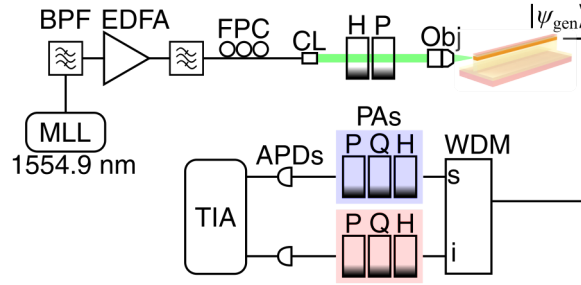 BPF EDFA
FPC
CL
H P
Obj
|ψgen⟩
MLL
1554.9 nm
PAs
APDs
P Q H
WDM
s
TIA
P Q H
i